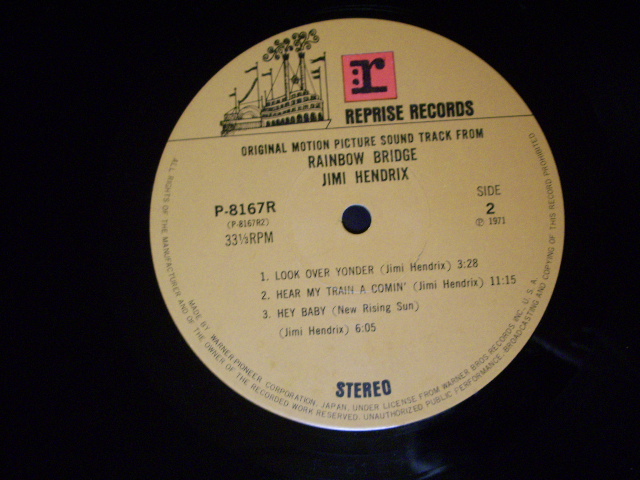 r
REPRISE RECORDS
ORIGINAL MOTION PICTURE SOUND TRACK FROM
RAINBOW BRIDGE
JIMI HENDRIX
P-8167R
(P-8167R2)
33⅓RPM
SIDE
2
Ⓟ 1971
1. LOOK OVER YONDER (Jimi Hendrix) 3:28
2. HEAR MY TRAIN A COMIN' (Jimi Hendrix) 11:15
3. HEY BABY (New Rising Sun)
(Jimi Hendrix) 6:05
STEREO
ALL RIGHTS OF THE MANUFACTURER AND OF THE OWNER OF THE RECORDED WORK RESERVED. UNAUTHORIZED PUBLIC PERFORMANCE, BROADCASTING AND COPYING OF THIS RECORD PROHIBITED
MADE BY WARNER-PIONEER CORPORATION, JAPAN, UNDER LICENSE FROM WARNER BROS. RECORDS INC. U. S. A.